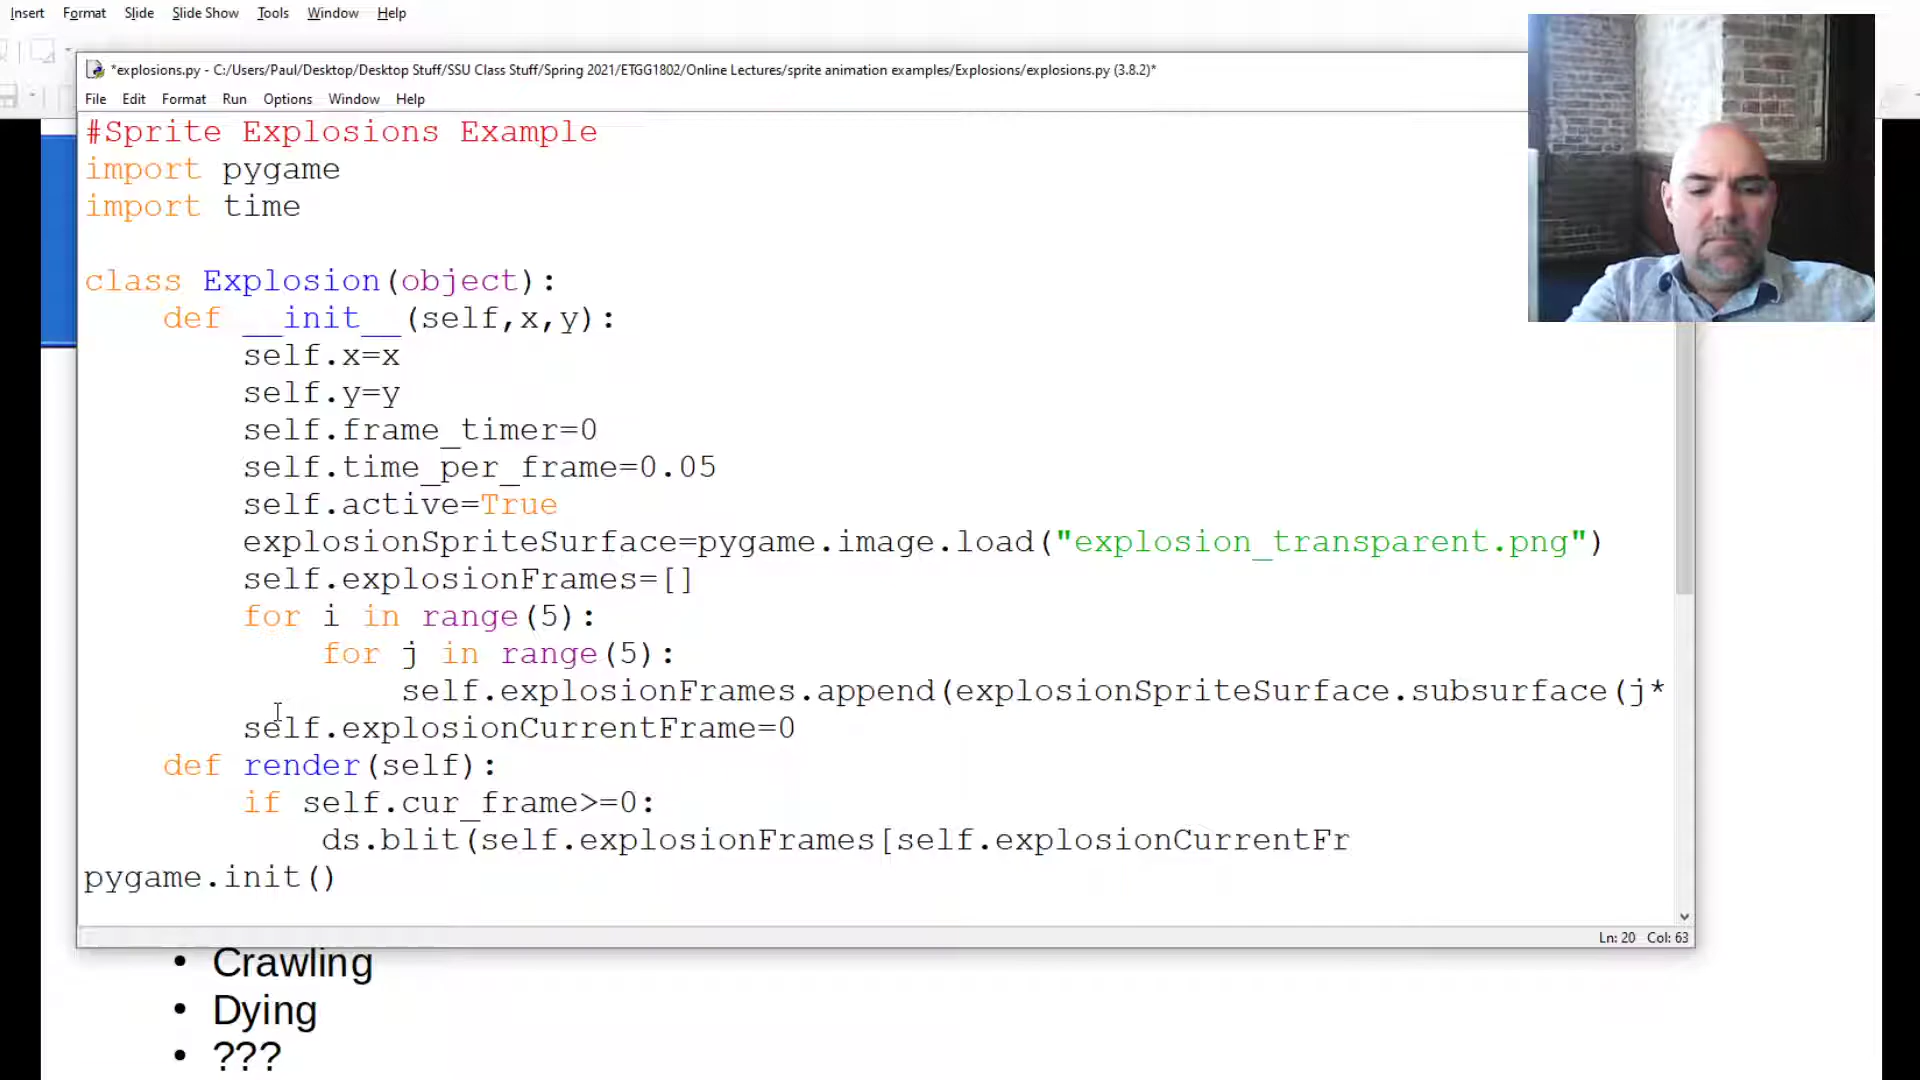 Insert Format Slide Slide Show Tools Window Help
*explosions.py - C:/Users/Paul/Desktop/Desktop Stuff/SSU Class Stuff/Spring 2021/ETGG1802/Online Lectures/sprite animation examples/Explosions/explosions.py (3.8.2)*
File Edit Format Run Options Window Help
#Sprite Explosions Example
import pygame
import time
class Explosion(object):
def __init__(self,x,y):
self.x=x
self.y=y
self.frame_timer=0
self.time_per_frame=0.05
self.active=True
explosionSpriteSurface=pygame.image.load("explosion_transparent.png")
self.explosionFrames=[]
for i in range(5):
for j in range(5):
self.explosionFrames.append(explosionSpriteSurface.subsurface(j*
self.explosionCurrentFrame=0
def render(self):
if self.cur_frame>=0:
ds.blit(self.explosionFrames[self.explosionCurrentFr
pygame.init()
Ln: 20 Col: 63
• Crawling
• Dying
• ???